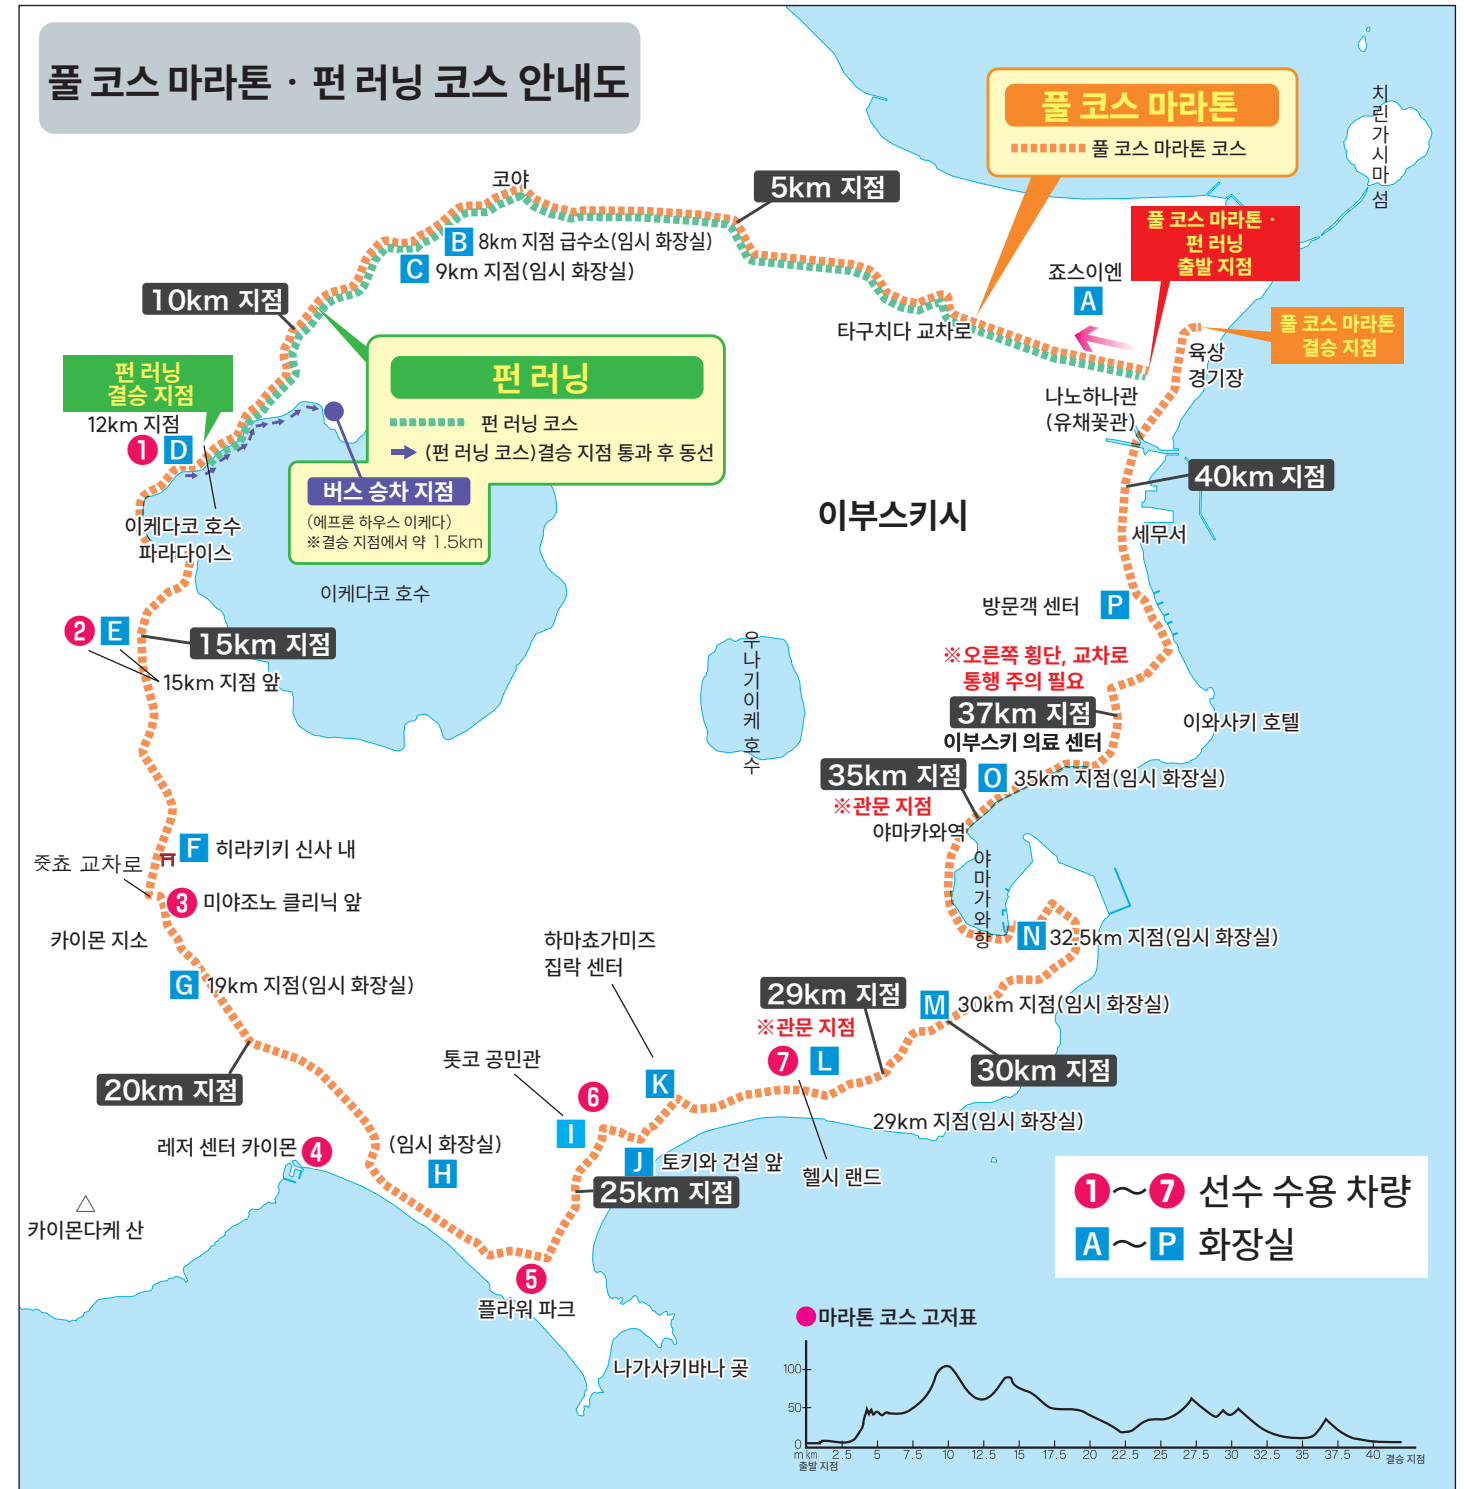 풀 코스 마라톤 · 펀 러닝 코스 안내도
풀 코스 마라톤
풀 코스 마라톤 코스
치린가시마 섬
코야
5km 지점
풀 코스 마라톤 ·
펀 러닝
출발 지점
B 8km 지점 급수소(임시 화장실)
C 9km 지점(임시 화장실)
죠스이엔
A
10km 지점
타구치다 교차로
풀 코스 마라톤
결승 지점
육상
경기장
펀 러닝
결승 지점
12km 지점
1 D
펀 러닝
펀 러닝 코스
(펀 러닝 코스)결승 지점 통과 후 동선
버스 승차 지점
(에프론 하우스 이케다)
※결승 지점에서 약 1.5km
나노하나관
(유채꽃관)
40km 지점
이부스키시
이케다코 호수
파라다이스
세무서
이케다코 호수
방문객 센터 P
2 E
15km 지점
15km 지점 앞
우나기이케 호수
※오른쪽 횡단, 교차로
통행 주의 필요
37km 지점
이부스키 의료 센터
이와사키 호텔
35km 지점
O 35km 지점(임시 화장실)
※관문 지점
야마카와역
F 히라키키 신사 내
줏쵸 교차로
3 미야조노 클리닉 앞
야마가와항
카이몬 지소
N 32.5km 지점(임시 화장실)
하마쵸가미즈
집락 센터
G 19km 지점(임시 화장실)
29km 지점
※관문 지점
M 30km 지점(임시 화장실)
7 L
30km 지점
20km 지점
톳코 공민관
K
6
I
29km 지점(임시 화장실)
레저 센터 카이몬 4
(임시 화장실)
H
J 토키와 건설 앞
헬시 랜드
25km 지점
카이몬다케 산
5
플라워 파크
나가사키바나 곶
1~7 선수 수용 차량
A~P 화장실
마라톤 코스 고저표
100
50
0
m km 2.5 5 7.5 10 12.5 15 17.5 20 22.5 25 27.5 30 32.5 35 37.5 40 결승 지점
출발 지점